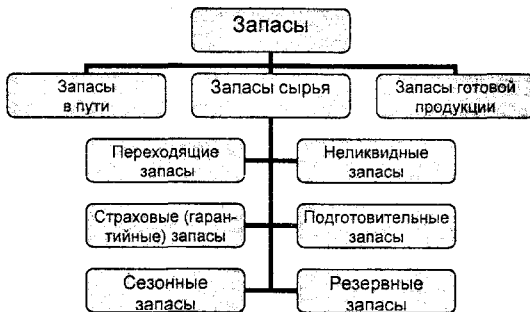 Запасы
Запасы
в пути
Запасы сырья
Запасы готовой
продукции
Переходящие
запасы
Неликвидные
запасы
Страховые (гаран-
тийные) запасы
Подготовительные
запасы
Сезонные
запасы
Резервные
запасы